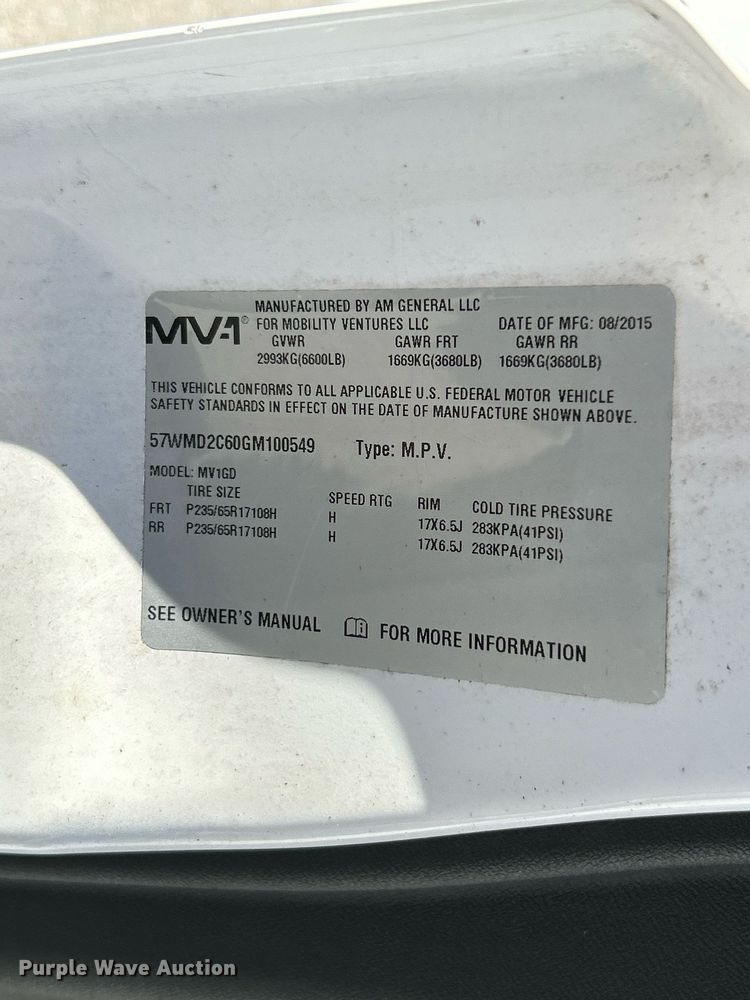 MV-1®
MANUFACTURED BY AM GENERAL LLC
FOR MOBILITY VENTURES LLC DATE OF MFG: 08/2015
GVWR GAWR FRT GAWR RR
2993KG(6600LB) 1669KG(3680LB) 1669KG(3680LB)
THIS VEHICLE CONFORMS TO ALL APPLICABLE U.S. FEDERAL MOTOR VEHICLE
SAFETY STANDARDS IN EFFECT ON THE DATE OF MANUFACTURE SHOWN ABOVE.
57WMD2C60GM100549 Type: M.P.V.
MODEL: MV1GD
TIRE SIZE SPEED RTG RIM COLD TIRE PRESSURE
FRT P235/65R17108H H 17X6.5J 283KPA(41PSI)
RR P235/65R17108H H 17X6.5J 283KPA(41PSI)
SEE OWNER'S MANUAL FOR MORE INFORMATION
Purple Wave Auction